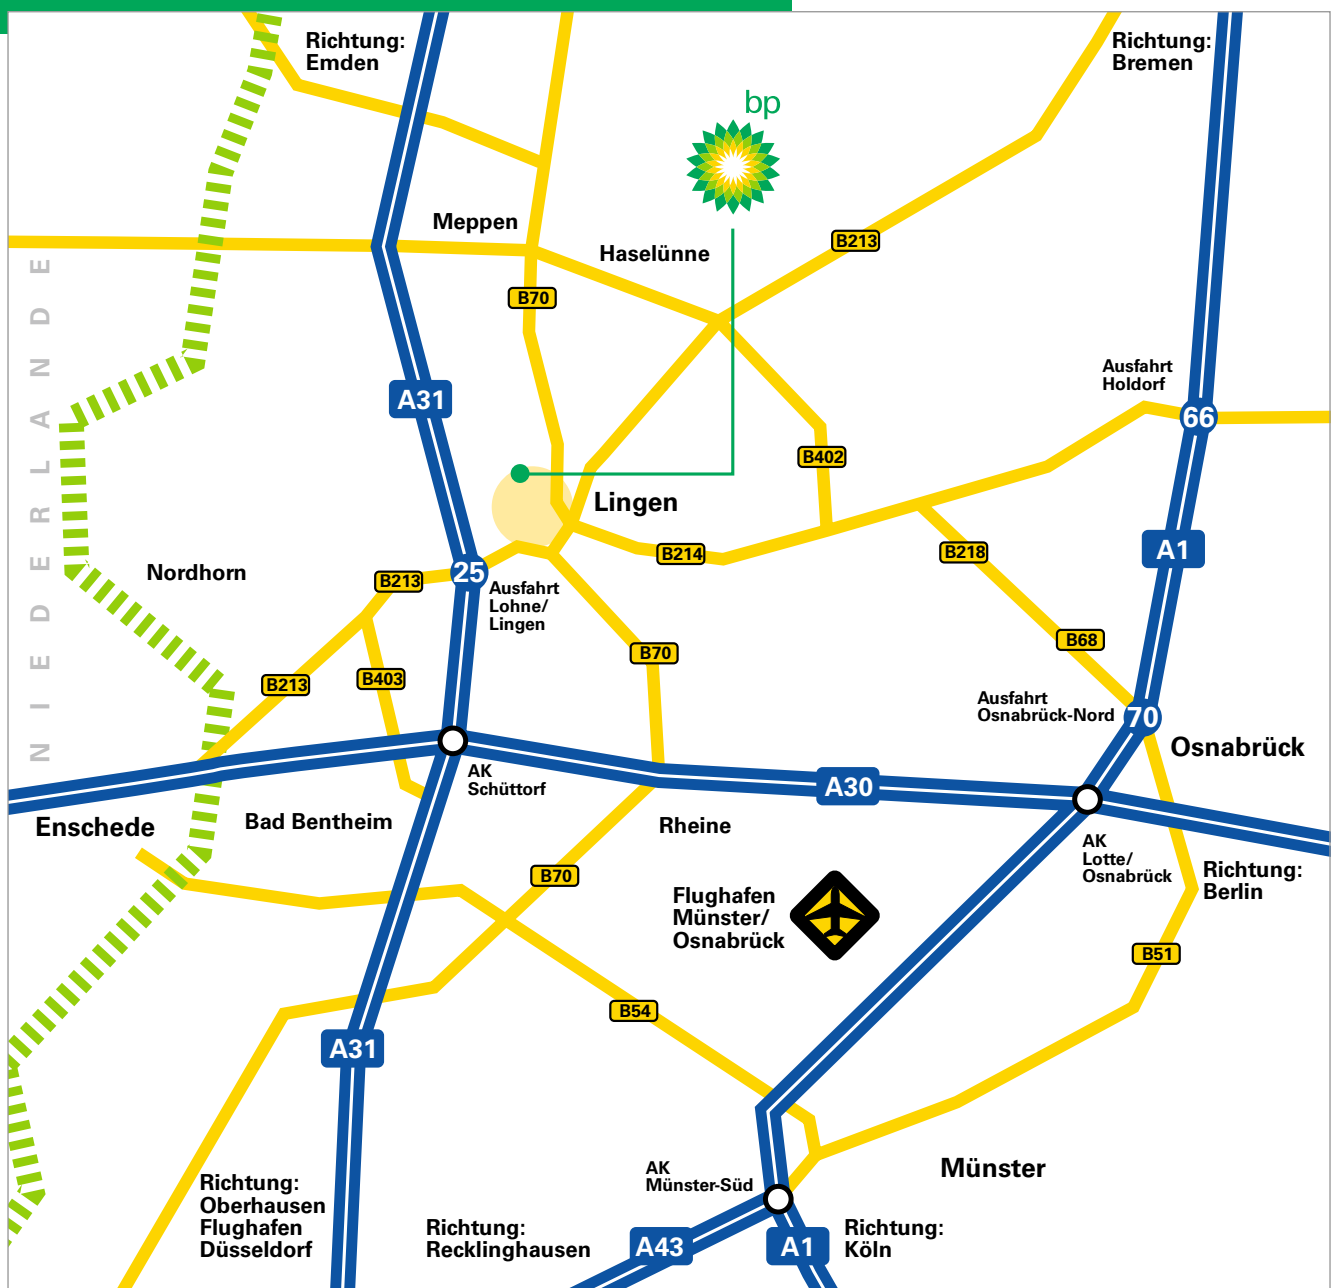 Richtung:
Emden
Richtung:
Bremen
bp
Meppen
Haselünne
B213
B70
NIEDERLANDE
Ausfahrt
Holdorf
A31
66
B402
Lingen
B214
B218
A1
Nordhorn
B213
25
Ausfahrt
Lohne/
Lingen
B70
B68
B213
B403
Ausfahrt
Osnabrück-Nord
70
Osnabrück
AK
Schüttorf
A30
Enschede
Bad Bentheim
Rheine
AK
Lotte/
Osnabrück
Richtung:
Berlin
B70
Flughafen
Münster/
Osnabrück
B51
B54
A31
Münster
AK
Münster-Süd
Richtung:
Oberhausen
Flughafen
Düsseldorf
Richtung:
Recklinghausen
A43
A1
Richtung:
Köln